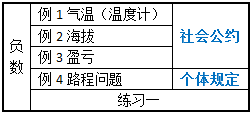 负数
例 1 气温（温度计）
例 2 海拔
例 3 盈亏
社会公约
例 4 路程问题
个体规定
练习一